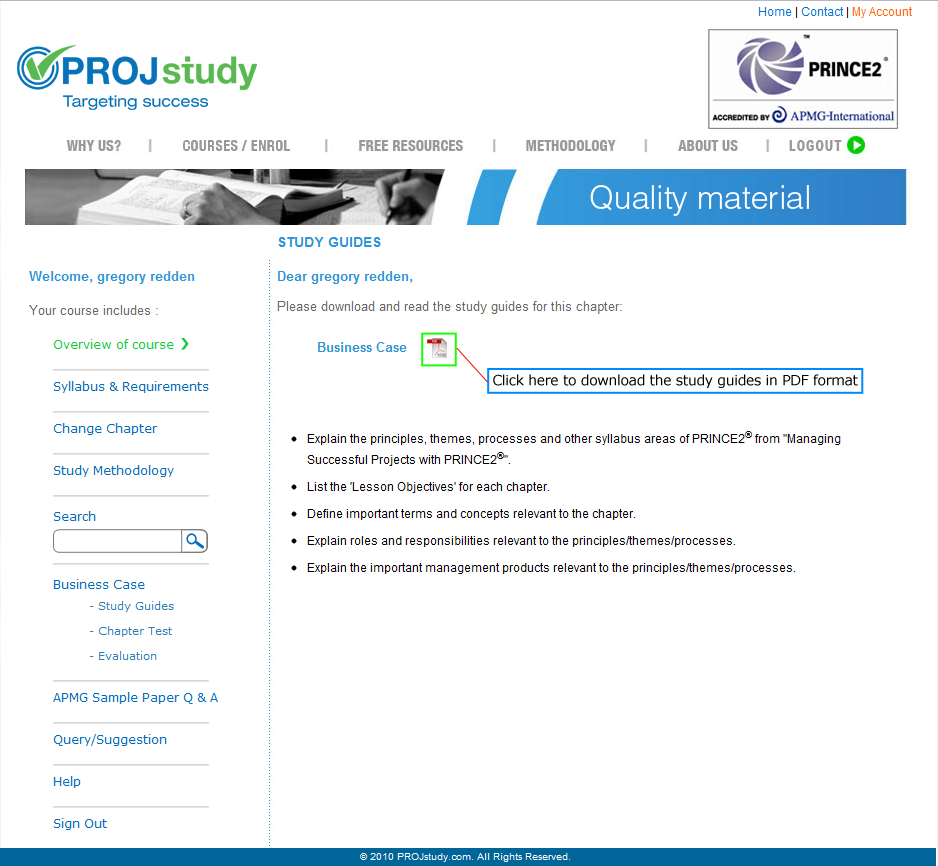 Home | Contact | My Account
PROJstudy
Targeting success
PRINCE2®
ACCREDITED BY APMG-International
WHY US? | COURSES / ENROL | FREE RESOURCES | METHODOLOGY | ABOUT US | LOGOUT
Quality material
STUDY GUIDES
Welcome, gregory redden
Your course includes :
Overview of course
Syllabus & Requirements
Change Chapter
Study Methodology
Search
Business Case
- Study Guides
- Chapter Test
- Evaluation
APMG Sample Paper Q & A
Query/Suggestion
Help
Sign Out
Dear gregory redden,
Please download and read the study guides for this chapter:
Business Case
Click here to download the study guides in PDF format
• Explain the principles, themes, processes and other syllabus areas of PRINCE2® from "Managing
Successful Projects with PRINCE2®".
• List the 'Lesson Objectives' for each chapter.
• Define important terms and concepts relevant to the chapter.
• Explain roles and responsibilities relevant to the principles/themes/processes.
• Explain the important management products relevant to the principles/themes/processes.
© 2010 PROJstudy.com. All Rights Reserved.